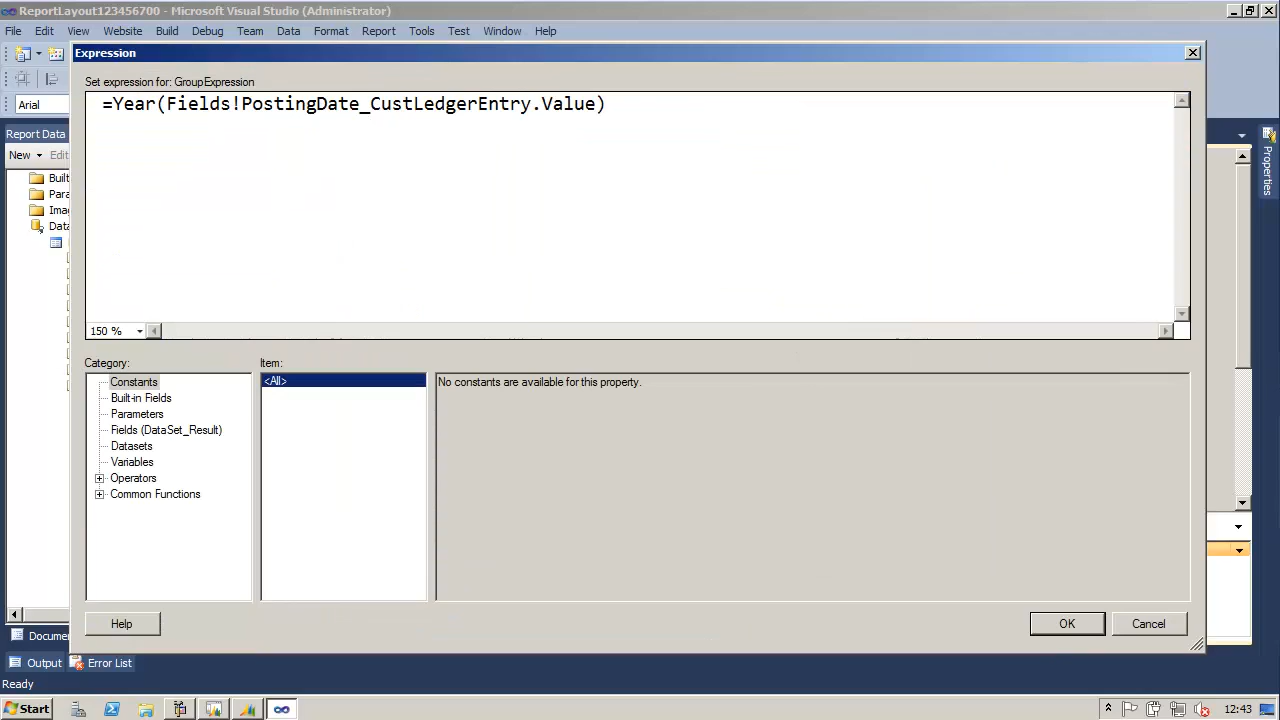 ReportLayout123456700 - Microsoft Visual Studio (Administrator)
File Edit View Website Build Debug Team Format Data Report Tools Test Window Help
Expression
Set expression for: GroupExpression
=Year(Fields!PostingDate_CustLedgerEntry.Value)
Arial
Report Data
New Edit
Built
Para
Imag
Data
Properties
150 %
Category:
Item:
Constants
Built-in Fields
Parameters
Fields (DataSet_Result)
Datasets
Variables
Operators
Common Functions
<All>
No constants are available for this property.
Help
OK
Cancel
Docume
Output
Error List
Ready
Start
12:43